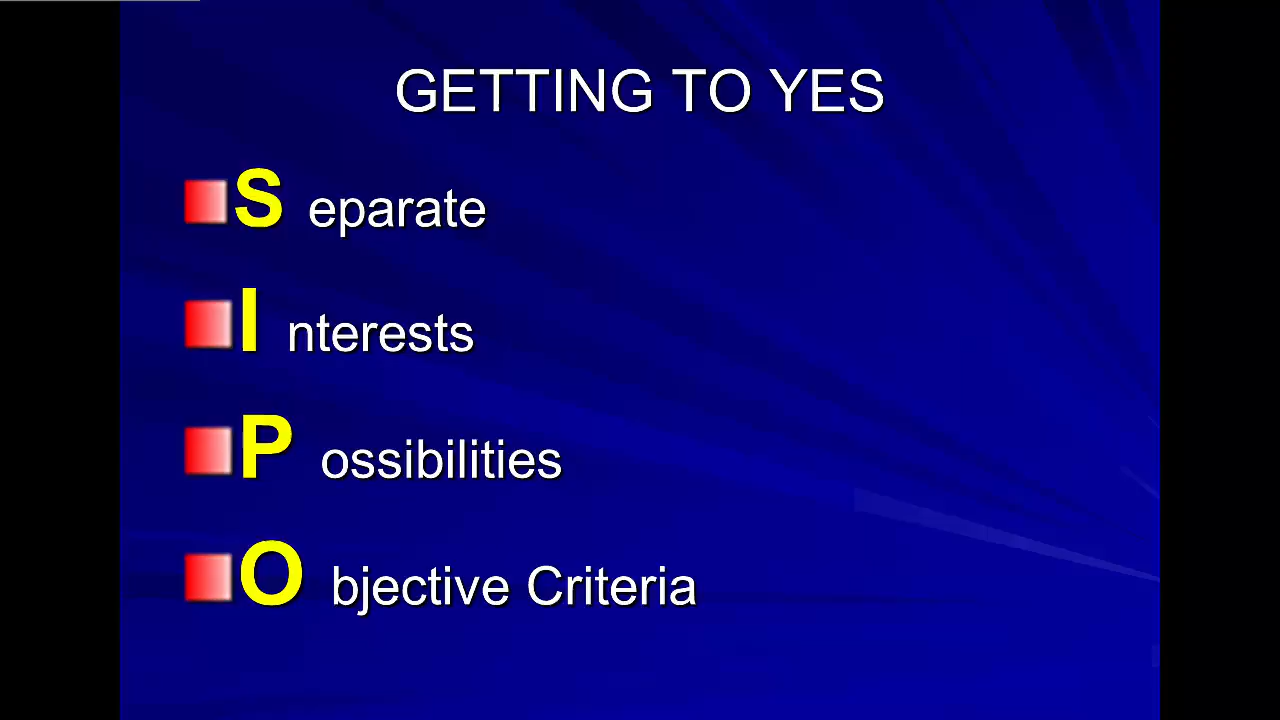 GETTING TO YES
S eparate
I nterests
P ossibilities
O bjective Criteria